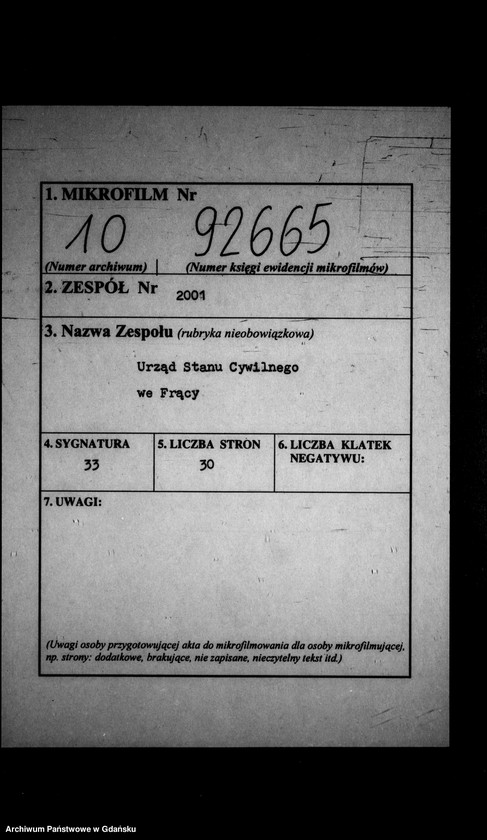 1. MIKROFILM Nr
10 92665
(Numer archiwum) (Numer księgi ewidencji mikrofilmów)
2. ZESPÓŁ Nr 2001
3. Nazwa Zespołu (rubryka nieobowiązkowa)
Urząd Stanu Cywilnego
we Frący
4. SYGNATURA 5. LICZBA STRON 6. LICZBA KLATEK
NEGATYWU:
33 30
7. UWAGI:
(Uwagi osoby przygotowującej akta do mikrofilmowania dla osoby mikrofilmującej,
np. strony: dodatkowe, brakujące, nie zapisane, nieczytelny tekst itd.)
Archiwum Państwowe w Gdańsku